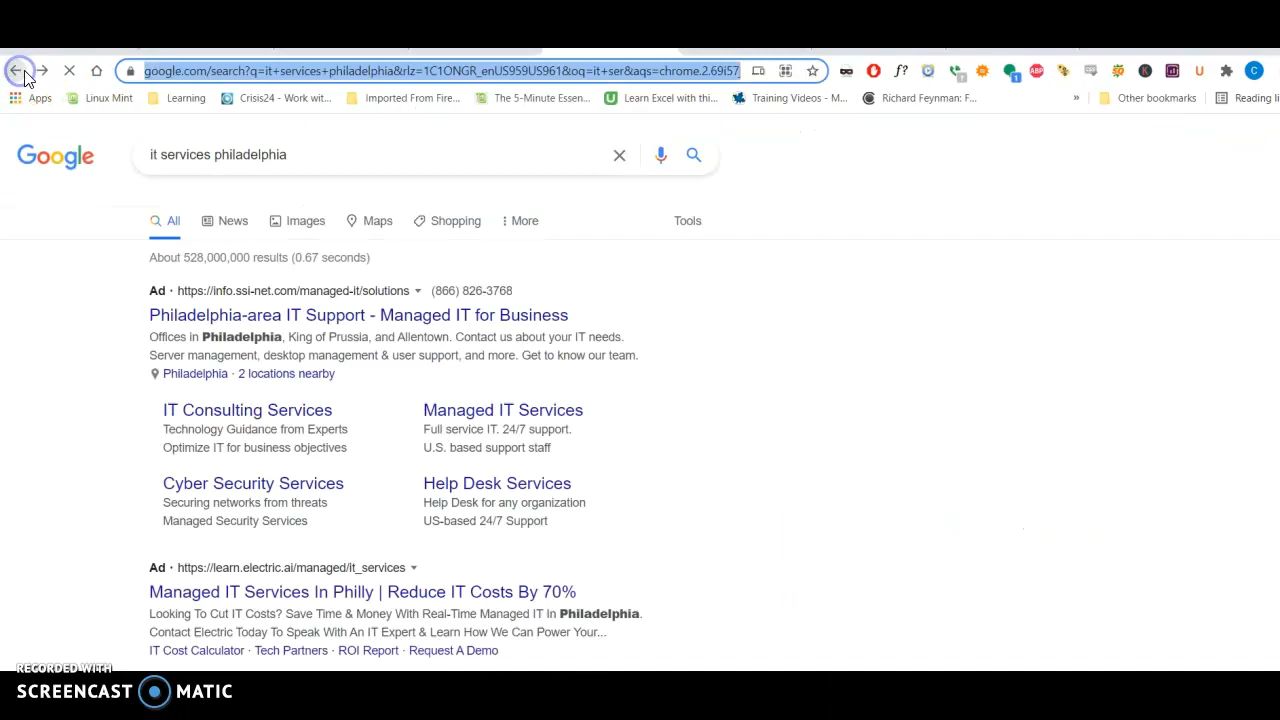 google.com/search?q=it+services+philadelphia&rlz=1C1ONGR_enUS959US961&oq=it+ser&aqs=chrome.2.69i57
f?
ABP
K
U
C
Apps
Linux Mint
Learning
Crisis24 - Work wit...
Imported From Fire...
The 5-Minute Essen...
Learn Excel with thi...
Training Videos - M...
Richard Feynman: F...
»
Other bookmarks
Reading li
Google
it services philadelphia
All
News
Images
Maps
Shopping
More
Tools
About 528,000,000 results (0.67 seconds)
Ad · https://info.ssi-net.com/managed-it/solutions (866) 826-3768
Philadelphia-area IT Support - Managed IT for Business
Offices in Philadelphia, King of Prussia, and Allentown. Contact us about your IT needs.
Server management, desktop management & user support, and more. Get to know our team.
Philadelphia · 2 locations nearby
IT Consulting Services
Technology Guidance from Experts
Optimize IT for business objectives
Managed IT Services
Full service IT. 24/7 support.
U.S. based support staff
Cyber Security Services
Securing networks from threats
Managed Security Services
Help Desk Services
Help Desk for any organization
US-based 24/7 Support
Ad · https://learn.electric.ai/managed/it_services
Managed IT Services In Philly | Reduce IT Costs By 70%
Looking To Cut IT Costs? Save Time & Money With Real-Time Managed IT In Philadelphia.
Contact Electric Today To Speak With An IT Expert & Learn How We Can Power Your...
IT Cost Calculator · Tech Partners · ROI Report · Request A Demo
RECORDED WITH
SCREENCAST MATIC